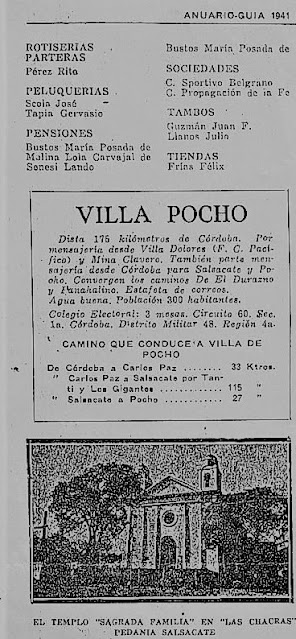 ANUARIO-GUIA 1941
ROTISERIAS
PARTERAS
Pérez Rita
PELUQUERIAS
Scola José
Tapia Gervasio
PENSIONES
Bustos María Posada de
Molina Lola Carvajal de
Sonesi Lando
Bustos María Posada de
SOCIEDADES
C. Sportivo Belgrano
C. Propagación de la Fe
TAMBOS
Guzmán Juan F.
Llanos Julio
TIENDAS
Frías Félix
VILLA POCHO
Dista 175 kilómetros de Córdoba. Por
mensajería desde Villa Dolores (F. C. Pací-
fico) y Mina Clavero. También parte men-
sajería desde Córdoba para Salsacate y Po-
cho. Convergen los caminos De El Durazno
y Panahalino. Estafeta de correos.
Agua buena. Población 300 habitantes.
Colegio Electoral: 3 mesas. Circuito 60. Sec.
1a. Córdoba. Distrito Militar 48. Región 4a.
CAMINO QUE CONDUCE A VILLA DE
POCHO
De Córdoba a Carlos Paz ........ 33 Ktros.
" Carlos Paz a Salsacate por Tan-
ti y Los Gigantes ............ 115 "
" Salsacate a Pocho ............ 27 "
EL TEMPLO "SAGRADA FAMILIA" EN "LAS CHACRAS"
PEDANIA SALSACATE